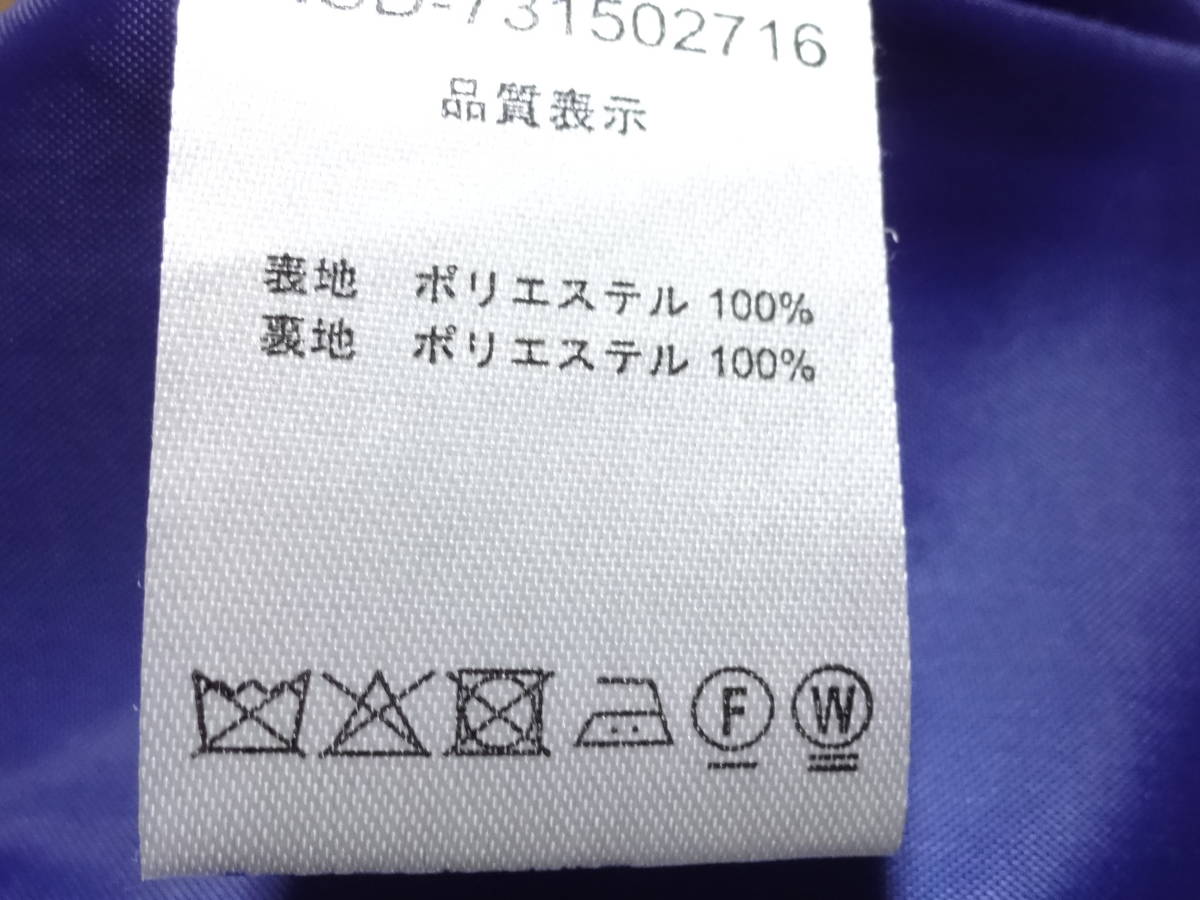 731502716
品質表示
表地 ポリエステル 100%
裏地 ポリエステル 100%
F W